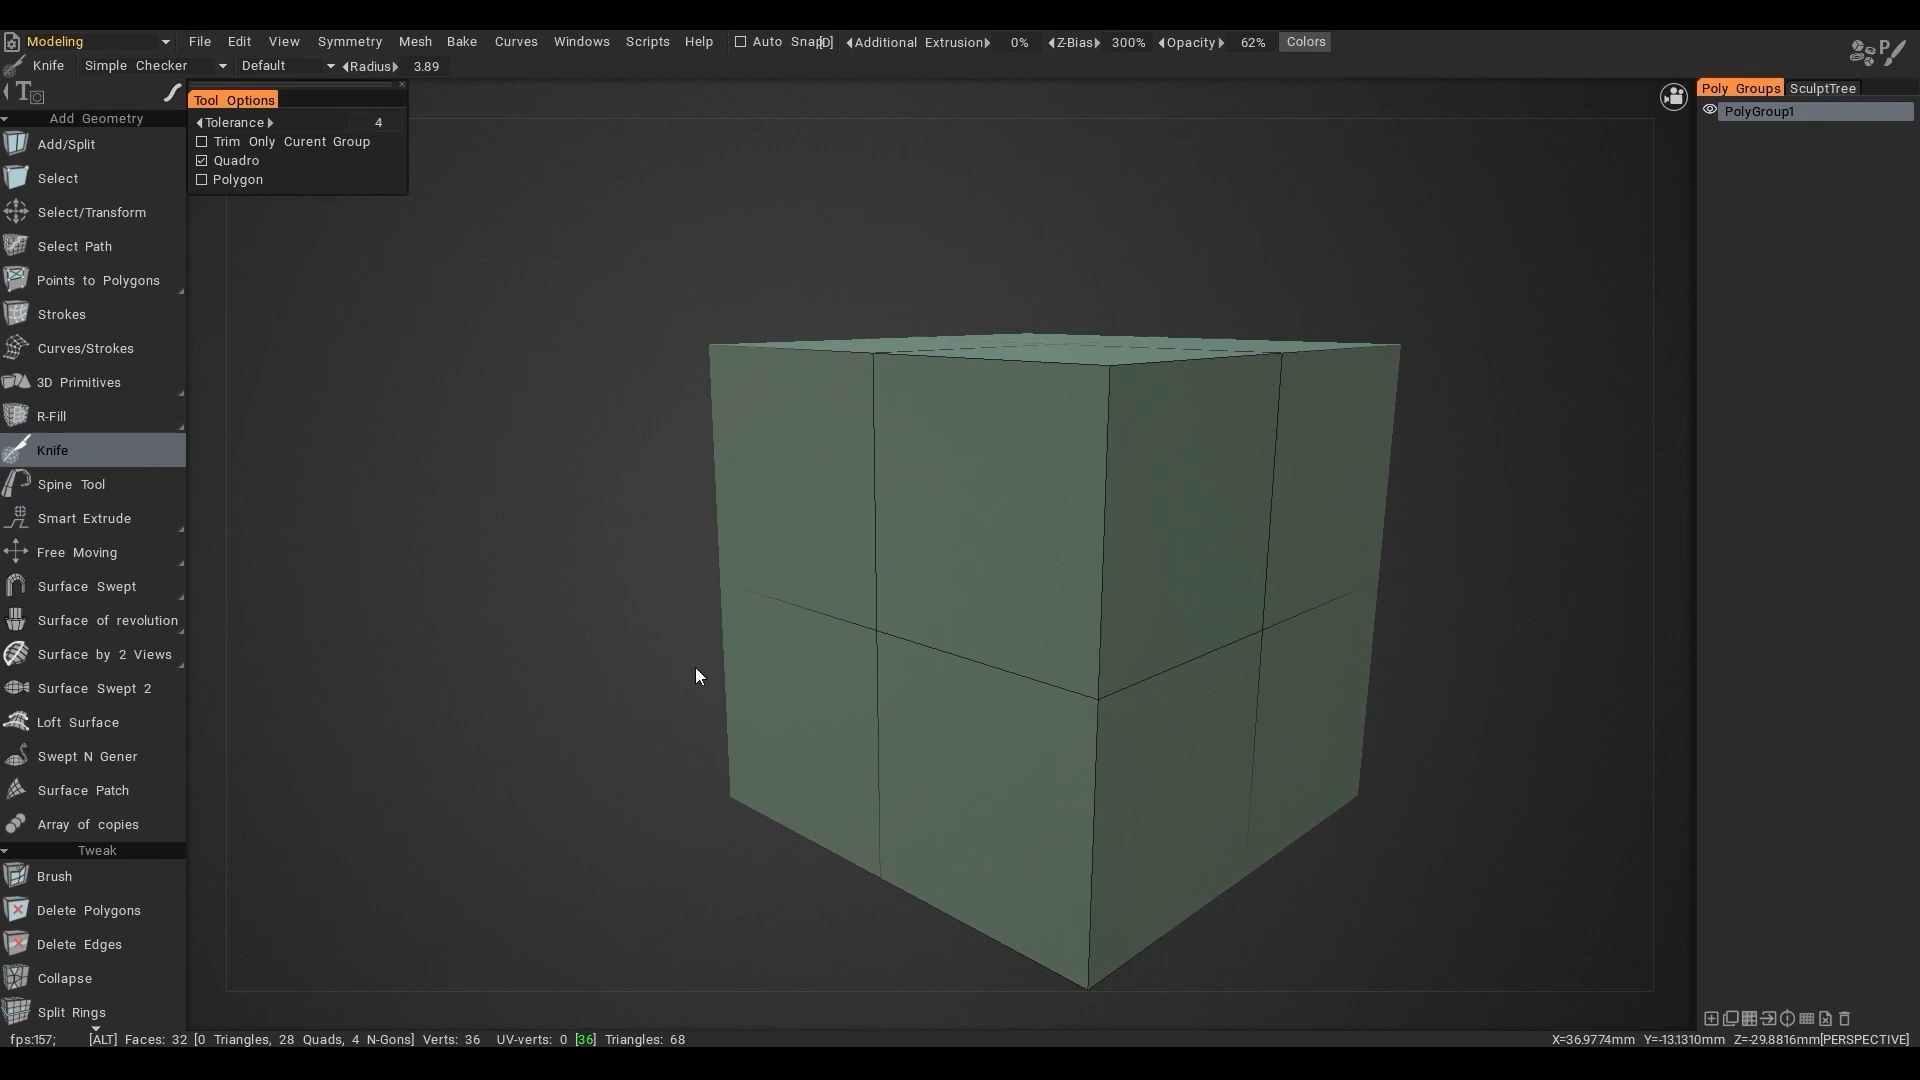 Modeling File Edit View Symmetry Mesh Bake Curves Windows Scripts Help Auto Snap Additional Extrusion 0% Z-Bias 300% Opacity 62% Colors
Knife Simple Checker Default Radius 3.89
Tool Options
Tolerance 4
Trim Only Curent Group
Quadro
Polygon
Add Geometry
Add/Split
Select
Select/Transform
Select Path
Points to Polygons
Strokes
Curves/Strokes
3D Primitives
R-Fill
Knife
Spine Tool
Smart Extrude
Free Moving
Surface Swept
Surface of revolution
Surface by 2 Views
Surface Swept 2
Loft Surface
Swept N Gener
Surface Patch
Array of copies
Tweak
Brush
Delete Polygons
Delete Edges
Collapse
Split Rings
Poly Groups SculptTree
PolyGroup1
fps:157; [ALT] Faces: 32 [0 Triangles, 28 Quads, 4 N-Gons] Verts: 36 UV-verts: 0 [36] Triangles: 68
X=36.9774mm Y=-13.1310mm Z=-29.8816mm[PERSPECTIVE]